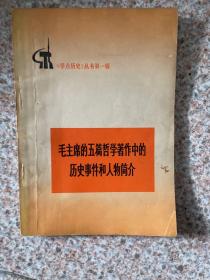 《学点历史》丛书第一辑
毛主席的五篇哲学著作中的
历史事件和人物简介